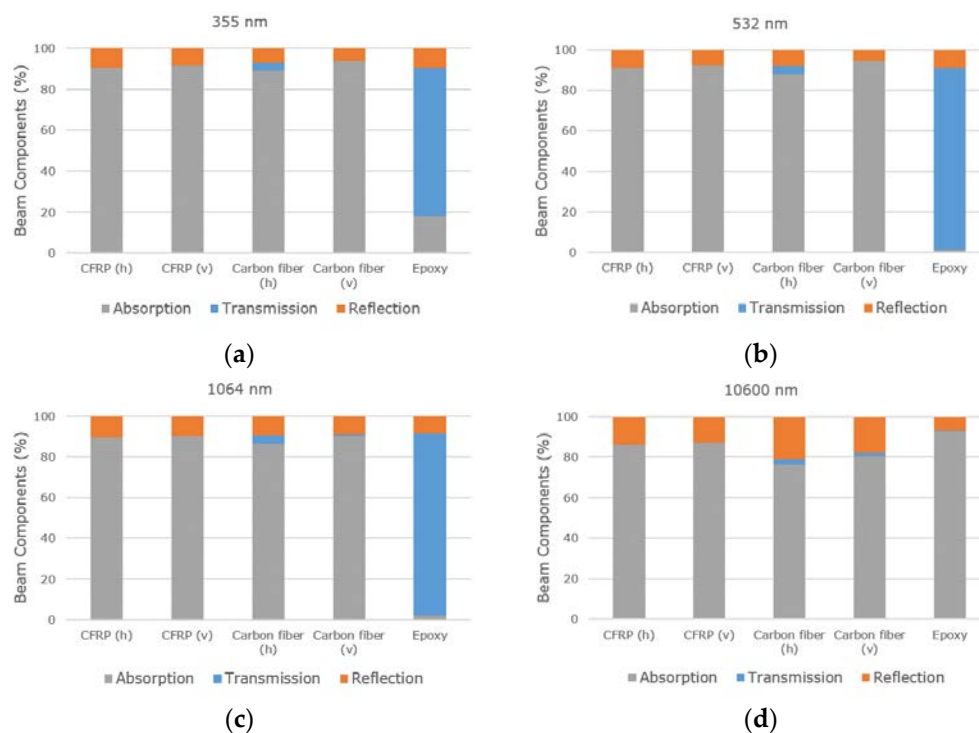 355 nm
Beam Components (%)
100
80
60
40
20
0
CFRP (h)
CFRP (v)
Carbon fiber
(h)
Carbon fiber
(v)
Epoxy
Absorption
Transmission
Reflection
(a)
532 nm
Beam Components (%)
100
80
60
40
20
0
CFRP (h)
CFRP (v)
Carbon fiber
(h)
Carbon fiber
(v)
Epoxy
Absorption
Transmission
Reflection
(b)
1064 nm
Beam Components (%)
100
80
60
40
20
0
CFRP (h)
CFRP (v)
Carbon fiber
(h)
Carbon fiber
(v)
Epoxy
Absorption
Transmission
Reflection
(c)
10600 nm
Beam Components (%)
100
80
60
40
20
0
CFRP (h)
CFRP (v)
Carbon fiber
(h)
Carbon fiber
(v)
Epoxy
Absorption
Transmission
Reflection
(d)